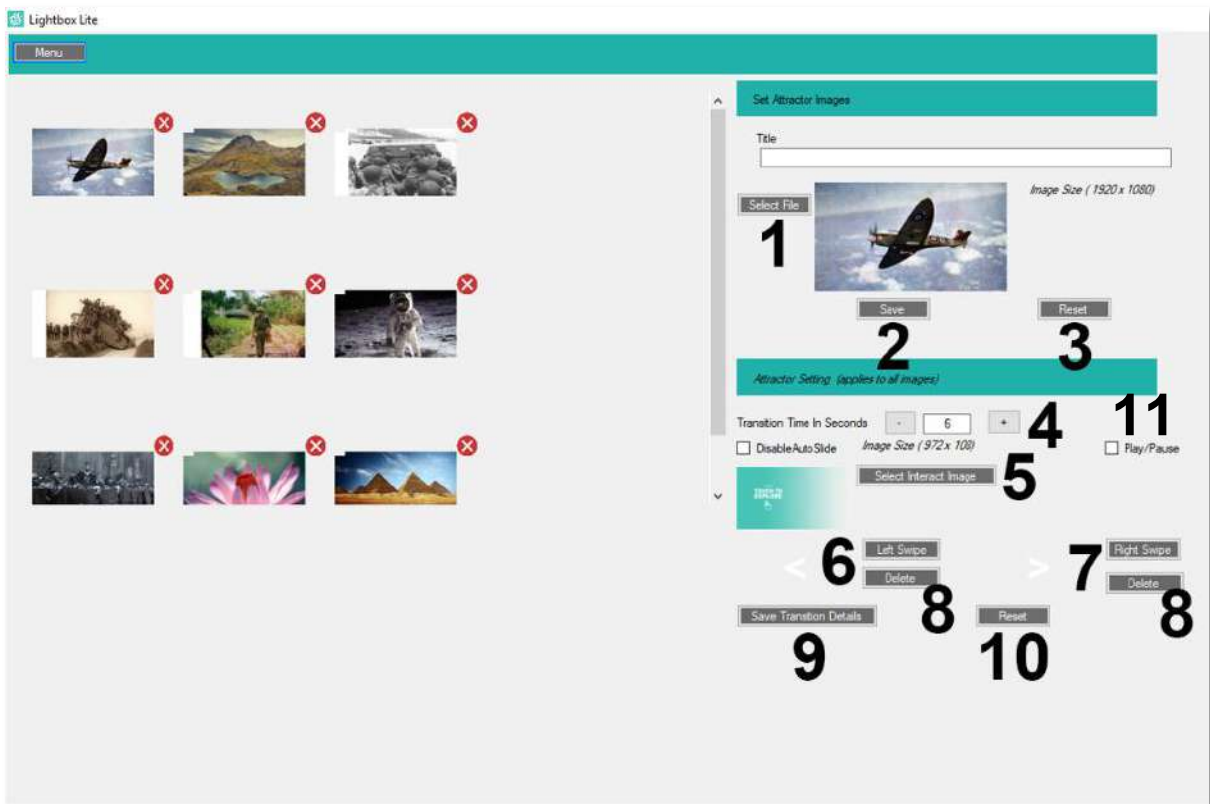 Lightbox Lite
Menu
Set Attractor Images
Title
Image Size ( 1920 x 1080)
Select File
1
Save
Reset
2
3
Attractor Setting (applies to all images)
11
Transition Time In Seconds - 6 +
4
Disable Auto Slide
Image Size ( 972 x 108)
Play/Pause
Select Interact Image
5
TOUCH TO
EXPLORE
< 6 Left Swipe
Delete
8
> 7 Right Swipe
Delete
8
Save Transition Details
Reset
9
10